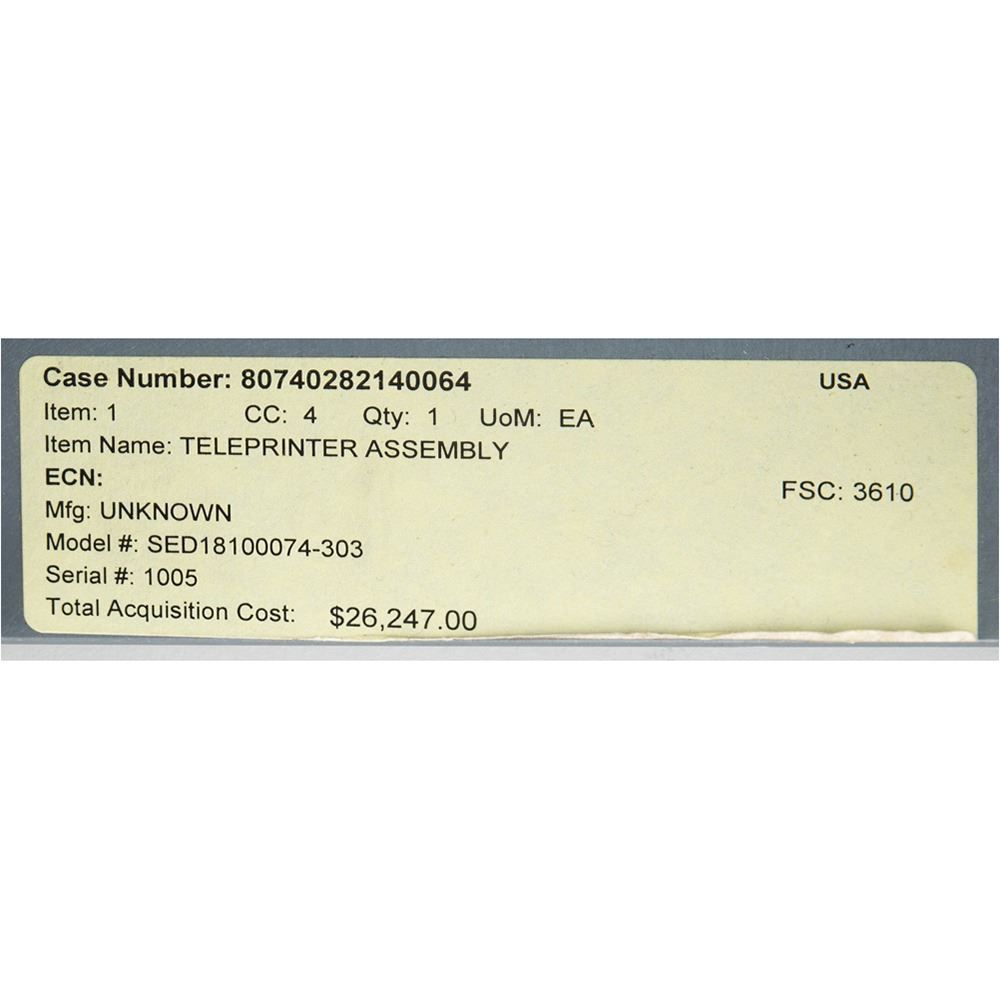 Case Number: 80740282140064 USA
Item: 1 CC: 4 Qty: 1 UoM: EA
Item Name: TELEPRINTER ASSEMBLY
ECN:
FSC: 3610
Mfg: UNKNOWN
Model #: SED18100074-303
Serial #: 1005
Total Acquisition Cost: $26,247.00